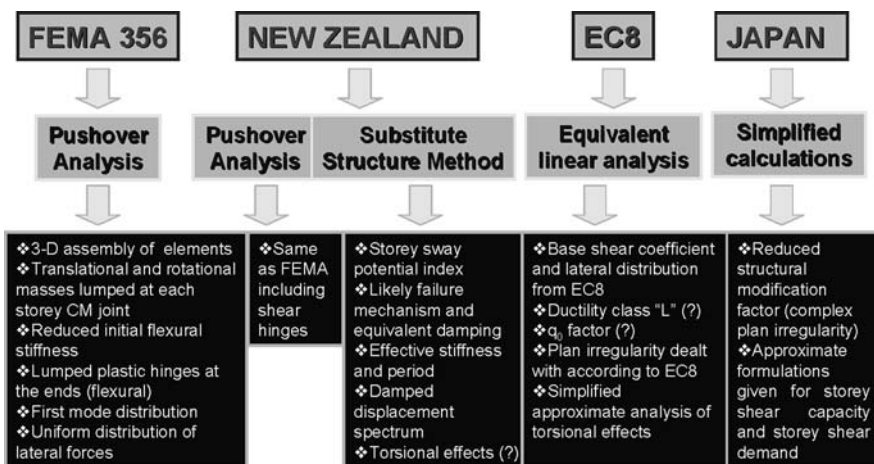 FEMA 356
NEW ZEALAND
EC8
JAPAN
Pushover
Analysis
Pushover
Analysis
Substitute
Structure Method
Equivalent
linear analysis
Simplified
calculations
❖3-D assembly of elements
❖Translational and rotational
masses lumped at each
storey CM joint
❖Reduced initial flexural
stiffness
❖Lumped plastic hinges at
the ends (flexural)
❖First mode distribution
❖Uniform distribution of
lateral forces
❖Same
as FEMA
including
shear
hinges
❖Storey sway
potential index
❖Likely failure
mechanism and
equivalent damping
❖Effective stiffness
and period
❖Damped
displacement
spectrum
❖Torsional effects (?)
❖Base shear coefficient
and lateral distribution
from EC8
❖Ductility class “L” (?)
❖q₀ factor (?)
❖Plan irregularity dealt
with according to EC8
❖Simplified
approximate analysis of
torsional effects
❖Reduced
structural
modification
factor (complex
plan irregularity)
❖Approximate
formulations
given for storey
shear capacity
and storey shear
demand